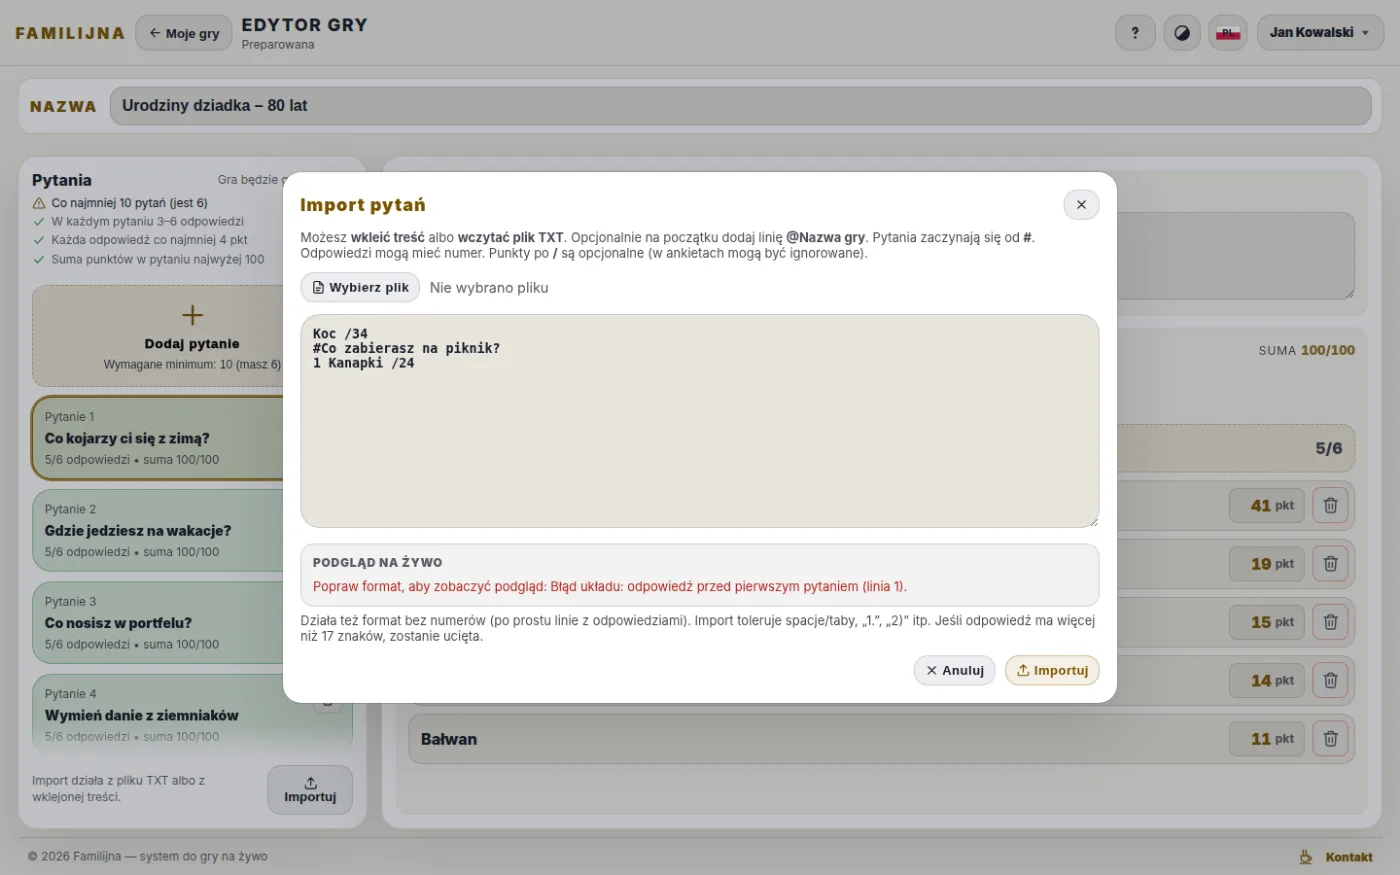 FAMILIJNA
← Moje gry
EDYTOR GRY
Preparowana
?
PL
Jan Kowalski
NAZWA
Urodziny dziadka – 80 lat
Pytania
Gra będzie
Co najmniej 10 pytań (jest 6)
W każdym pytaniu 3–6 odpowiedzi
Każda odpowiedź co najmniej 4 pkt
Suma punktów w pytaniu najwyżej 100
Dodaj pytanie
Wymagane minimum: 10 (masz 6)
Pytanie 1
Co kojarzy ci się z zimą?
5/6 odpowiedzi • suma 100/100
Pytanie 2
Gdzie jedziesz na wakacje?
5/6 odpowiedzi • suma 100/100
Pytanie 3
Co nosisz w portfelu?
5/6 odpowiedzi • suma 100/100
Pytanie 4
Wymień danie z ziemniaków
5/6 odpowiedzi • suma 100/100
Import działa z pliku TXT albo z
wklejonej treści.
Importuj
Import pytań
Możesz wkleić treść albo wczytać plik TXT. Opcjonalnie na początku dodaj linię @Nazwa gry. Pytania zaczynają się od #.
Odpowiedzi mogą mieć numer. Punkty po / są opcjonalne (w ankietach mogą być ignorowane).
Wybierz plik
Nie wybrano pliku
Koc /34
#Co zabierasz na piknik?
1 Kanapki /24
PODGLĄD NA ŻYWO
Popraw format, aby zobaczyć podgląd: Błąd układu: odpowiedź przed pierwszym pytaniem (linia 1).
Działa też format bez numerów (po prostu linie z odpowiedziami). Import toleruje spacje/taby, „1.”, „2)” itp. Jeśli odpowiedź ma więcej
niż 17 znaków, zostanie ucięta.
Anuluj
Importuj
SUMA 100/100
5/6
41 pkt
19 pkt
15 pkt
14 pkt
Bałwan
11 pkt
© 2026 Familijna — system do gry na żywo
Kontakt